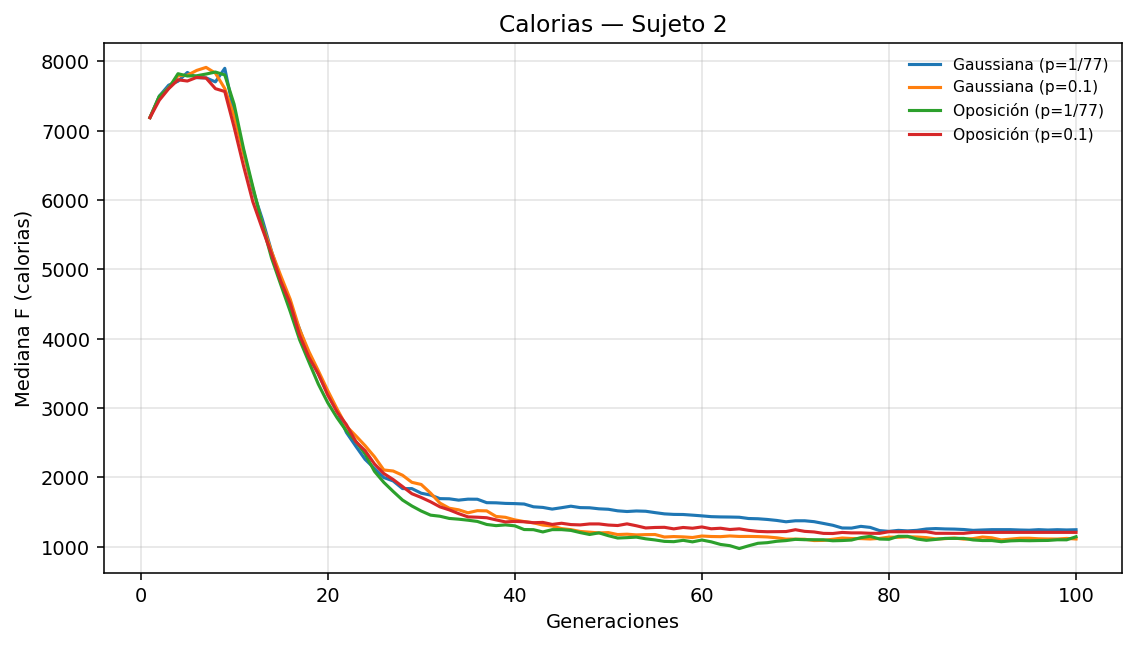 Calorias — Sujeto 2
Mediana F (calorias)
8000
7000
6000
5000
4000
3000
2000
1000
Gaussiana (p=1/77)
Gaussiana (p=0.1)
Oposición (p=1/77)
Oposición (p=0.1)
0 20 40 60 80 100
Generaciones